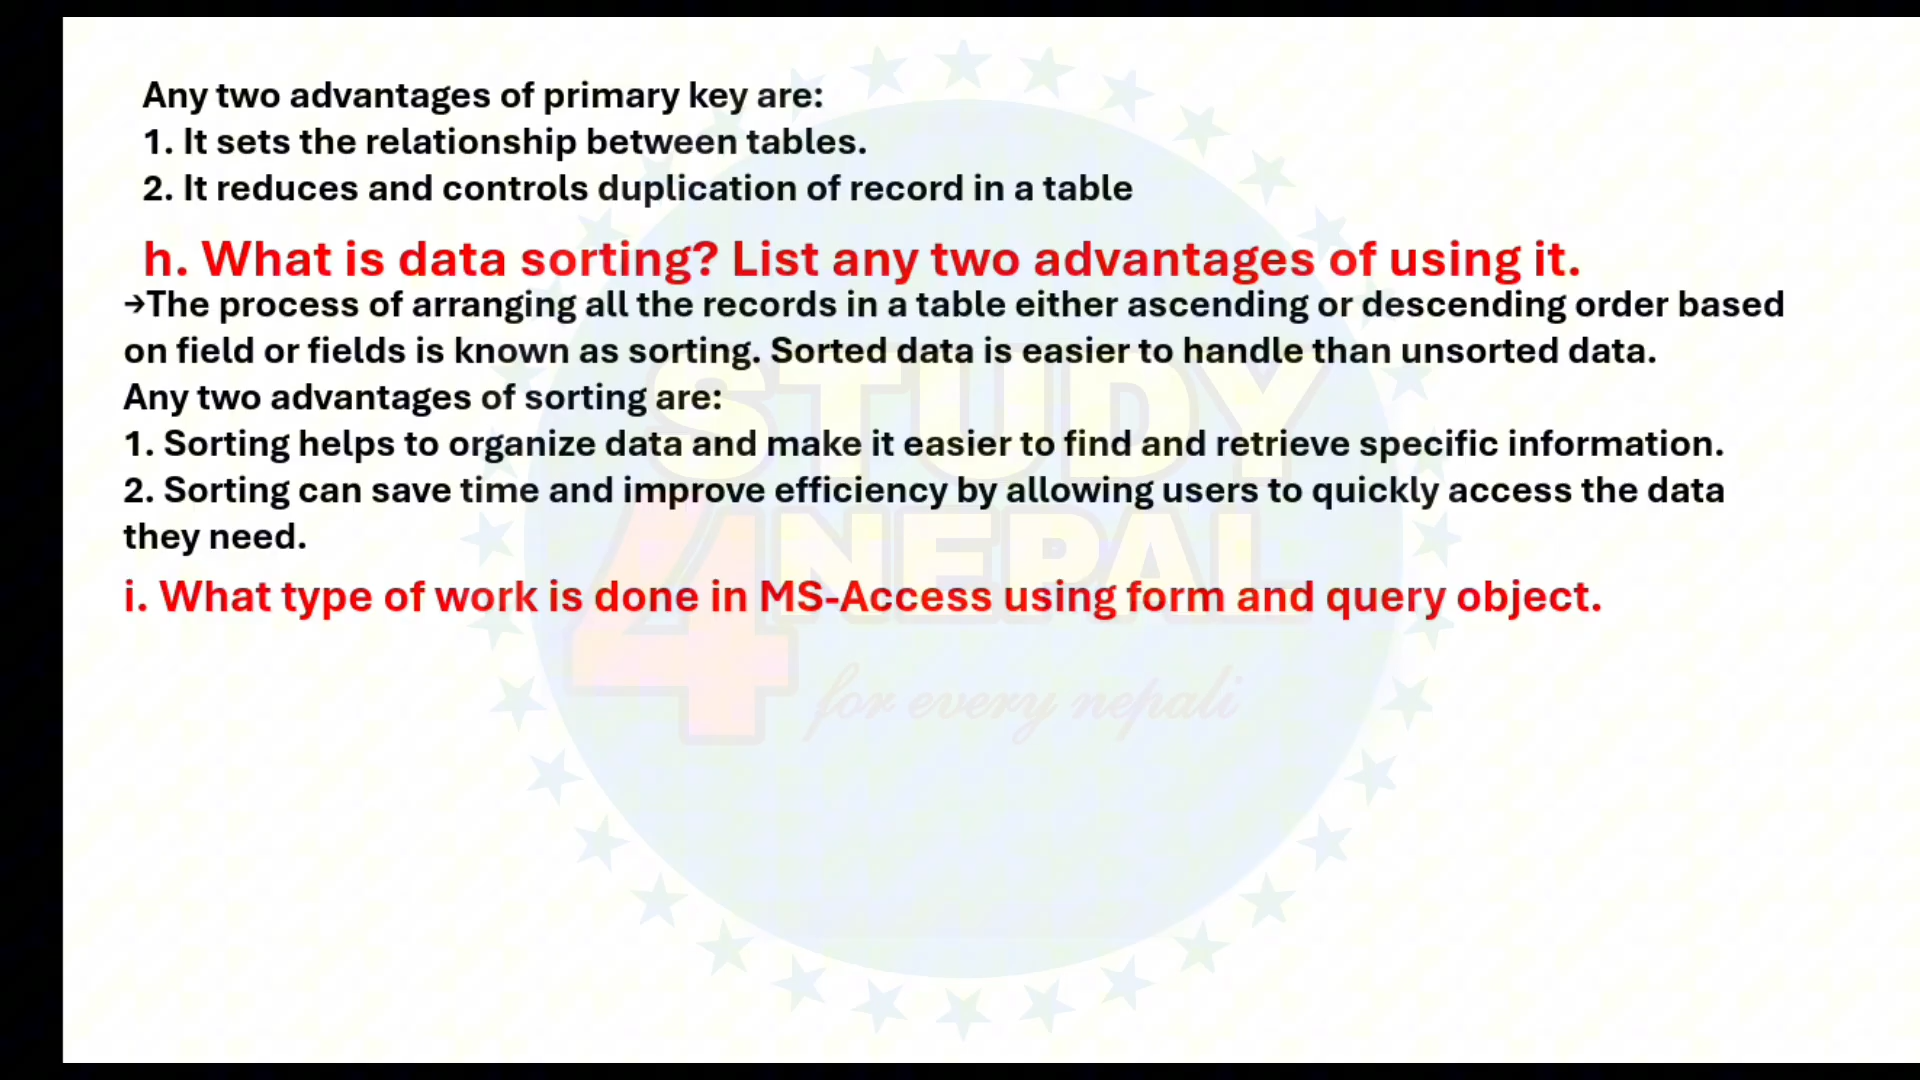 Any two advantages of primary key are:
1. It sets the relationship between tables.
2. It reduces and controls duplication of record in a table
h. What is data sorting? List any two advantages of using it.
→The process of arranging all the records in a table either ascending or descending order based
on field or fields is known as sorting. Sorted data is easier to handle than unsorted data.
Any two advantages of sorting are:
1. Sorting helps to organize data and make it easier to find and retrieve specific information.
2. Sorting can save time and improve efficiency by allowing users to quickly access the data
they need.
i. What type of work is done in MS-Access using form and query object.
STUDY
4 NEPAL
for every nepali